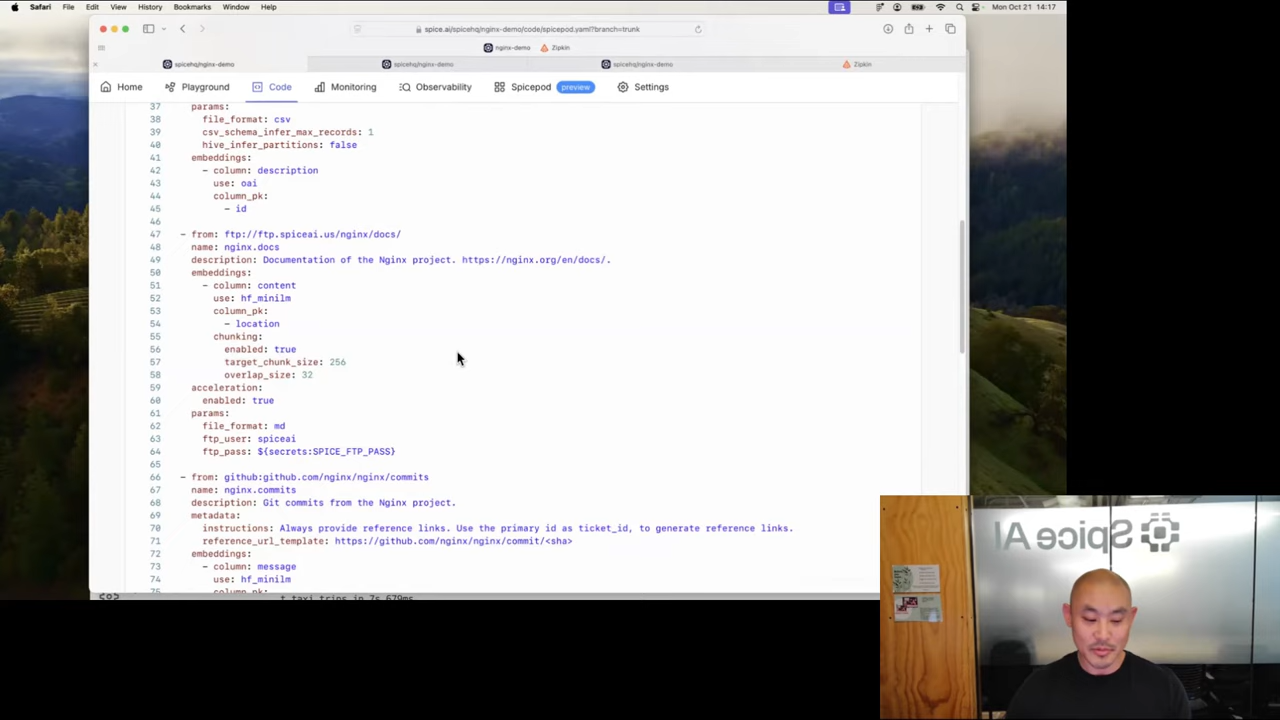 Safari File Edit View History Bookmarks Window Help
Mon Oct 21 14:17
spice.ai/spicehq/nginx-demo/code/spicepod.yaml?branch=trunk
nginx-demo Zipkin
spicehq/nginx-demo spicehq/nginx-demo spicehq/nginx-demo Zipkin
Home Playground Code Monitoring Observability Spicepod preview Settings
37 params:
38 file_format: csv
39 csv_schema_infer_max_records: 1
40 hive_infer_partitions: false
41 embeddings:
42 - column: description
43 use: oai
44 column_pk:
45 - id
46
47 - from: ftp://ftp.spiceai.us/nginx/docs/
48 name: nginx.docs
49 description: Documentation of the Nginx project. https://nginx.org/en/docs/.
50 embeddings:
51 - column: content
52 use: hf_minilm
53 column_pk:
54 - location
55 chunking:
56 enabled: true
57 target_chunk_size: 256
58 overlap_size: 32
59 acceleration:
60 enabled: true
61 params:
62 file_format: md
63 ftp_user: spiceai
64 ftp_pass: ${secrets:SPICE_FTP_PASS}
65
66 - from: github:github.com/nginx/nginx/commits
67 name: nginx.commits
68 description: Git commits from the Nginx project.
69 metadata:
70 instructions: Always provide reference links. Use the primary id as ticket_id, to generate reference links.
71 reference_url_template: https://github.com/nginx/nginx/commit/<sha>
72 embeddings:
73 - column: message
74 use: hf_minilm
75 column_pk:
t taxi trips in 7s 679ms
Spice AI